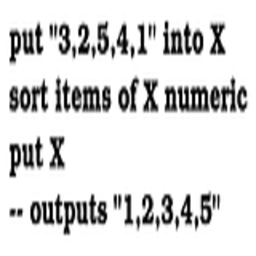 put "3,2,5,4,1" into X
sort items of X numeric
put X
-- outputs "1,2,3,4,5"